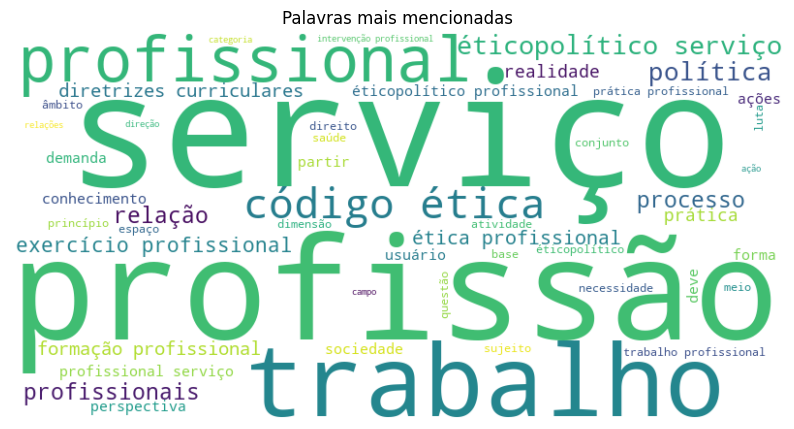 Palavras mais mencionadas
categoria
intervenção profissional
profissional
éticopolítico serviço
realidade
política
diretrizes curriculares
éticopolítico profissional
prática profissional
ações
âmbito
serviço
luta
relações
direção
direito
saúde
conjunto
demanda
partir
ação
conhecimento
código ética
processo
relação
prática
princípio
espaço
dimensão
atividade
exercício profissional
ética profissional
usuário
base
éticopolítico
forma
profissão
questão
campo
necessidade
deve
meio
formação profissional
sociedade
sujeito
trabalho profissional
profissional serviço
trabalho
profissionais
perspectiva